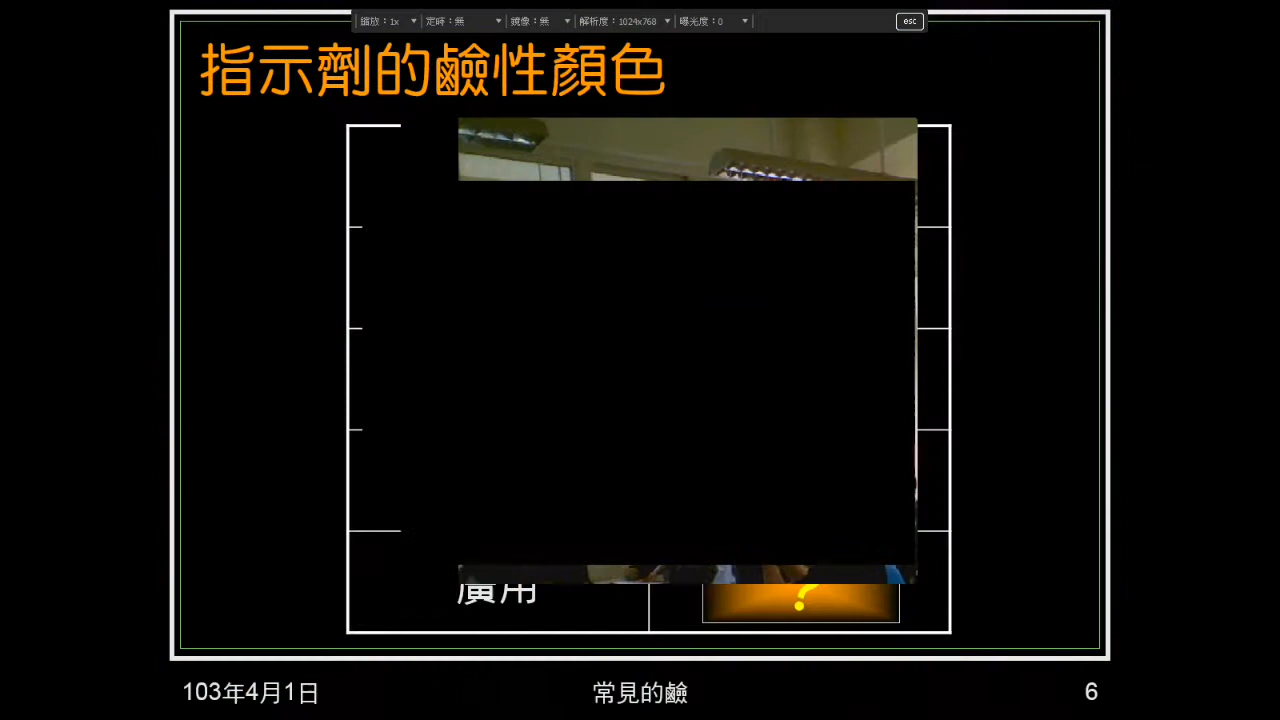 縮放：1x 定時：無 鏡像：無 解析度：1024x768 曝光度：0 esc
指示劑的鹼性顏色
廣用 ?
103年4月1日 常見的鹼 6